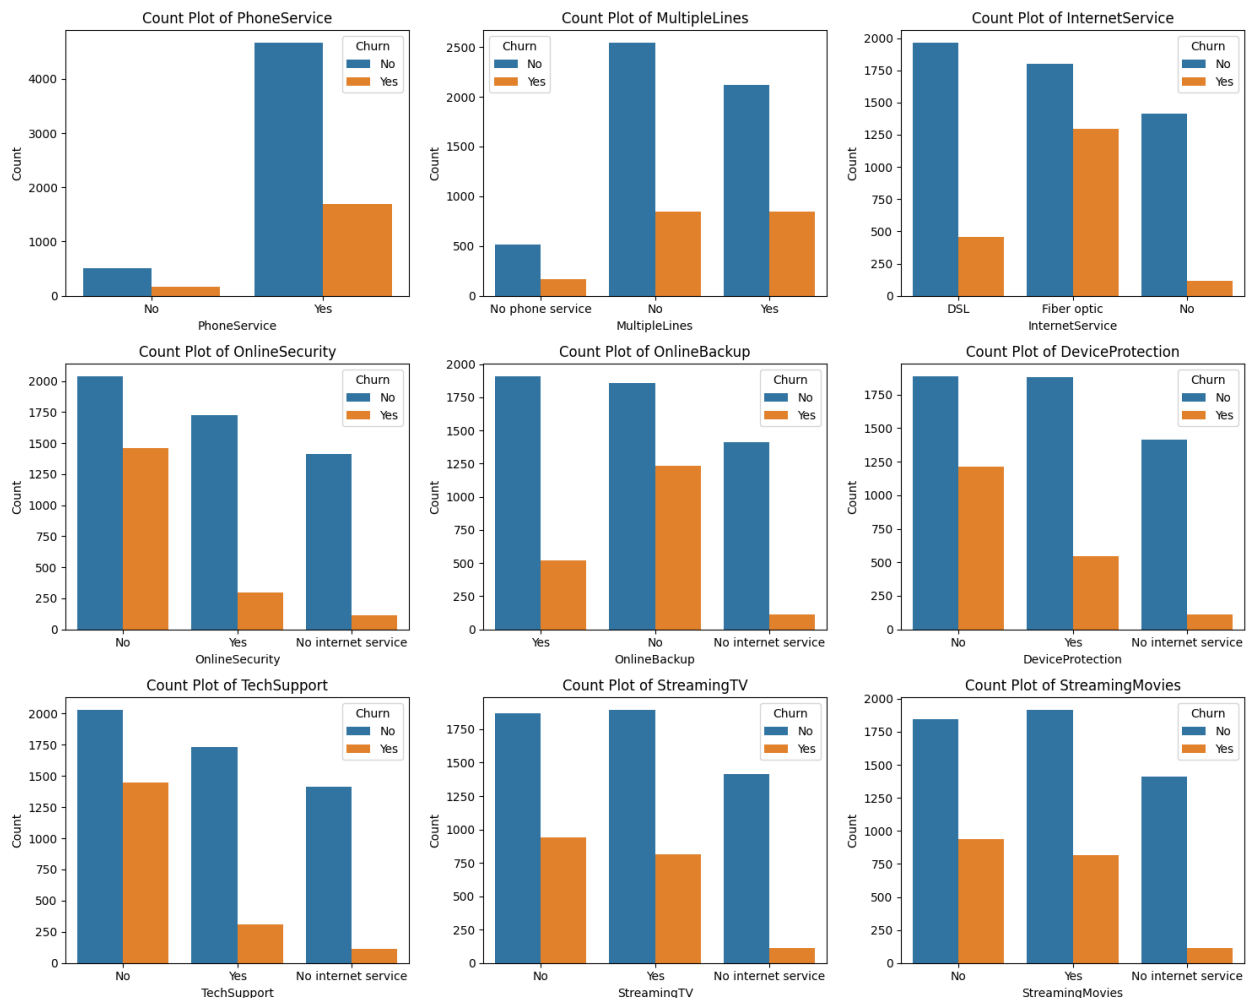 Count Plot of PhoneService
Churn
No
Yes
4000
3000
2000
1000
0
Count
No Yes
PhoneService
Count Plot of MultipleLines
Churn
No
Yes
2500
2000
1500
1000
500
0
Count
No phone service No Yes
MultipleLines
Count Plot of InternetService
Churn
No
Yes
2000
1750
1500
1250
1000
750
500
250
0
Count
DSL Fiber optic No
InternetService
Count Plot of OnlineSecurity
Churn
No
Yes
2000
1750
1500
1250
1000
750
500
250
0
Count
No Yes No internet service
OnlineSecurity
Count Plot of OnlineBackup
Churn
No
Yes
2000
1750
1500
1250
1000
750
500
250
0
Count
Yes No No internet service
OnlineBackup
Count Plot of DeviceProtection
Churn
No
Yes
1750
1500
1250
1000
750
500
250
0
Count
No Yes No internet service
DeviceProtection
Count Plot of TechSupport
Churn
No
Yes
2000
1750
1500
1250
1000
750
500
250
0
Count
No Yes No internet service
TechSupport
Count Plot of StreamingTV
Churn
No
Yes
1750
1500
1250
1000
750
500
250
0
Count
No Yes No internet service
StreamingTV
Count Plot of StreamingMovies
Churn
No
Yes
2000
1750
1500
1250
1000
750
500
250
0
Count
No Yes No internet service
StreamingMovies